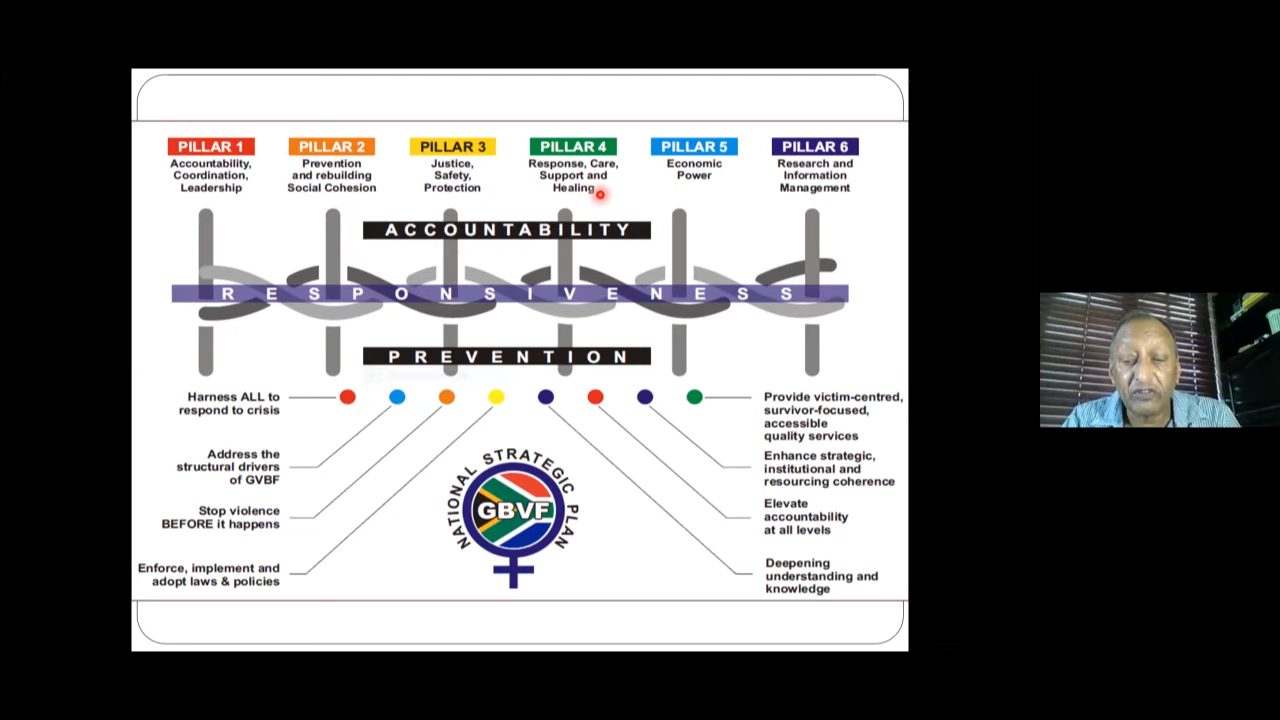 PILLAR 1
Accountability,
Coordination,
Leadership
PILLAR 2
Prevention
and rebuilding
Social Cohesion
PILLAR 3
Justice,
Safety,
Protection
PILLAR 4
Response, Care,
Support and
Healing
PILLAR 5
Economic
Power
PILLAR 6
Research and
Information
Management
ACCOUNTABILITY
RESPONSIVENESS
PREVENTION
Harness ALL to
respond to crisis
Address the
structural drivers
of GVBF
Stop violence
BEFORE it happens
Enforce, implement and
adopt laws & policies
NATIONAL STRATEGIC PLAN
GBVF
Provide victim-centred,
survivor-focused,
accessible
quality services
Enhance strategic,
institutional and
resourcing coherence
Elevate
accountability
at all levels
Deepening
understanding and
knowledge